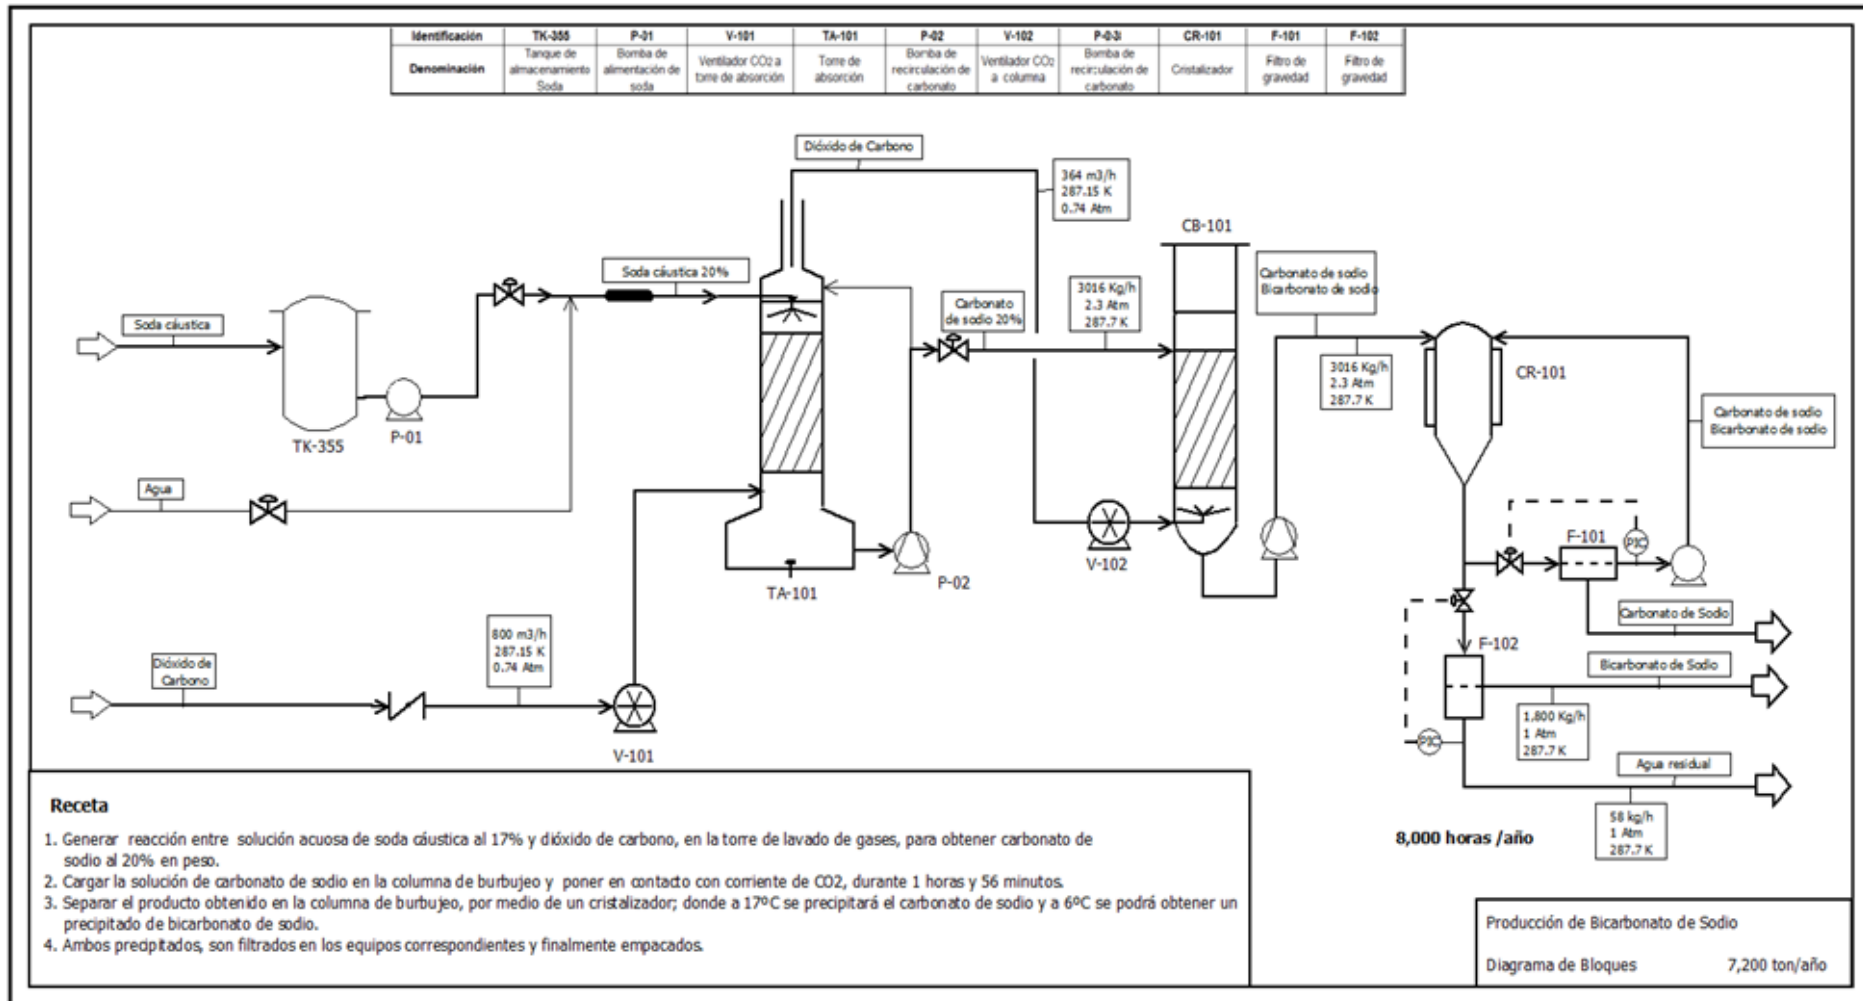 Identificación TK-355 P-01 V-101 TA-101 P-02 V-102 P-03i CR-101 F-101 F-102
Denominación
Tanque de almacenamiento Soda
Bomba de alimentación de soda
Ventilador CO2 a torre de absorción
Torre de absorción
Bomba de recirculación de carbonato
Ventilador CO2 a columna
Bomba de recirculación de carbonato
Cristalizador
Filtro de gravedad
Filtro de gravedad
Dióxido de Carbono
364 m3/h
287.15 K
0.74 Atm
CB-101
Soda cáustica 20%
Carbonato de sodio
Bicarbonato de sodio
3016 Kg/h
2.3 Atm
287.7 K
Carbonato
de sodio 20%
Soda cáustica
3016 Kg/h
2.3 Atm
287.7 K
CR-101
Carbonato de sodio
Bicarbonato de sodio
TK-355
P-01
Agua
F-101
PIC
V-102
P-02
TA-101
Carbonato de Sodio
800 m3/h
287.15 K
0.74 Atm
F-102
Dióxido de
Carbono
Bicarbonato de Sodio
1,800 Kg/h
1 Atm
287.7 K
PIC
V-101
Agua residual
58 kg/h
1 Atm
287.7 K
8,000 horas /año
Receta
1. Generar reacción entre solución acuosa de soda cáustica al 17% y dióxido de carbono, en la torre de lavado de gases, para obtener carbonato de
sodio al 20% en peso.
2. Cargar la solución de carbonato de sodio en la columna de burbujeo y poner en contacto con corriente de CO2, durante 1 horas y 56 minutos.
3. Separar el producto obtenido en la columna de burbujeo, por medio de un cristalizador; donde a 17ºC se precipitará el carbonato de sodio y a 6ºC se podrá obtener un
precipitado de bicarbonato de sodio.
4. Ambos precipitados, son filtrados en los equipos correspondientes y finalmente empacados.
Producción de Bicarbonato de Sodio
Diagrama de Bloques 7,200 ton/año